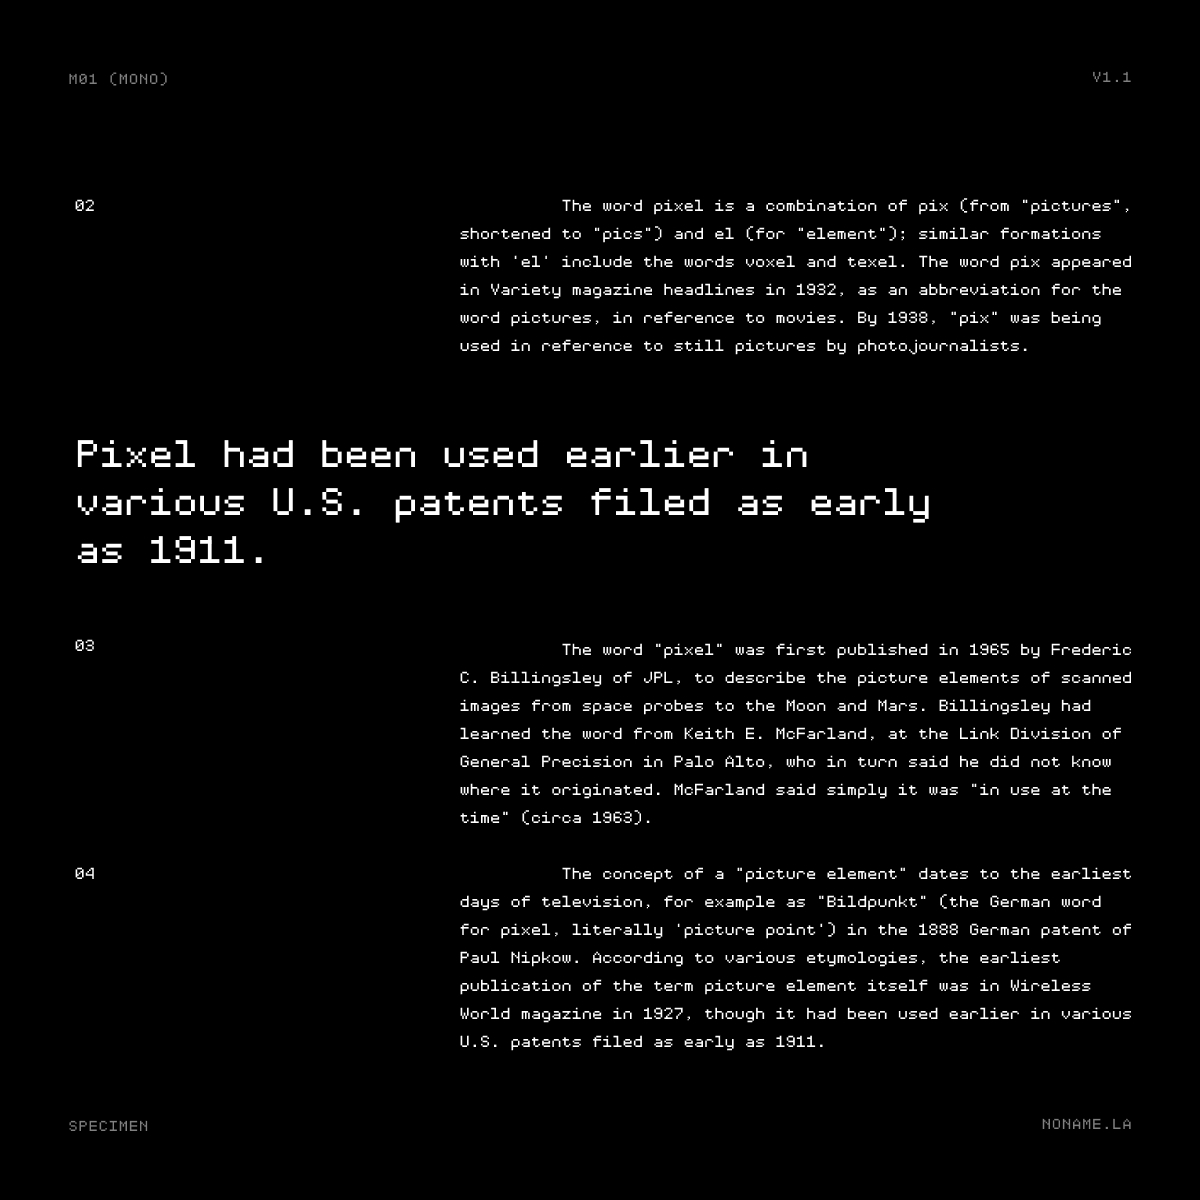 M01 (MONO)
V1.1
02
The word pixel is a combination of pix (from "pictures",
shortened to "pics") and el (for "element"); similar formations
with 'el' include the words voxel and texel. The word pix appeared
in Variety magazine headlines in 1932, as an abbreviation for the
word pictures, in reference to movies. By 1938, "pix" was being
used in reference to still pictures by photojournalists.
Pixel had been used earlier in
various U.S. patents filed as early
as 1911.
03
The word "pixel" was first published in 1965 by Frederic
C. Billingsley of JPL, to describe the picture elements of scanned
images from space probes to the Moon and Mars. Billingsley had
learned the word from Keith E. McFarland, at the Link Division of
General Precision in Palo Alto, who in turn said he did not know
where it originated. McFarland said simply it was "in use at the
time" (circa 1963).
04
The concept of a "picture element" dates to the earliest
days of television, for example as "Bildpunkt" (the German word
for pixel, literally 'picture point') in the 1888 German patent of
Paul Nipkow. According to various etymologies, the earliest
publication of the term picture element itself was in Wireless
World magazine in 1927, though it had been used earlier in various
U.S. patents filed as early as 1911.
SPECIMEN
NONAME.LA